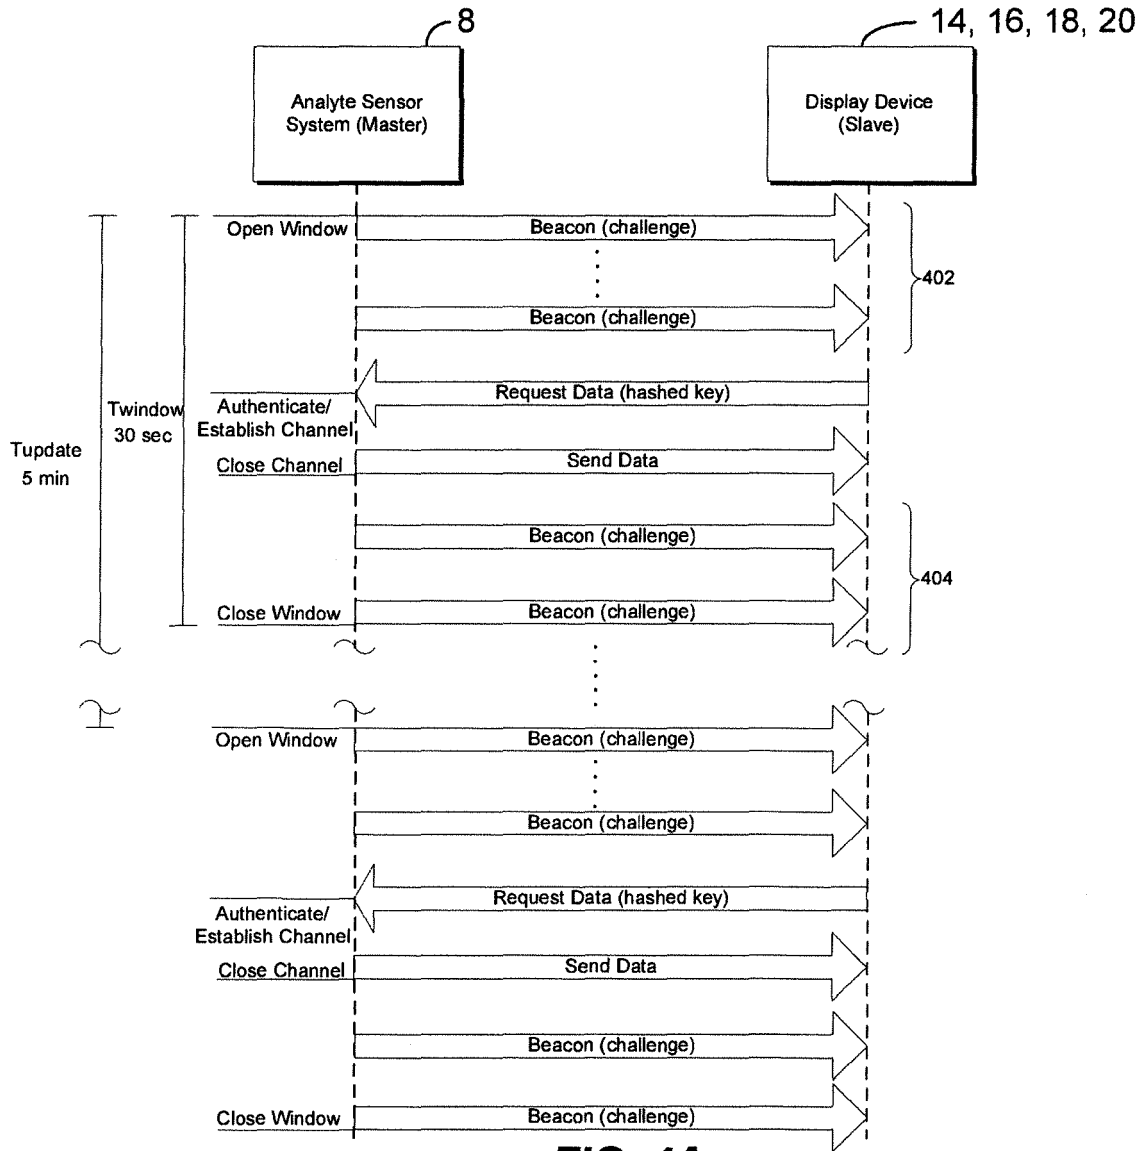 8
14, 16, 18, 20
Analyte Sensor
System (Master)
Display Device
(Slave)
Open Window
Beacon (challenge)
402
Beacon (challenge)
Request Data (hashed key)
Authenticate/
Establish Channel
Twindow
30 sec
Tupdate
5 min
Close Channel
Send Data
Beacon (challenge)
404
Close Window
Beacon (challenge)
Open Window
Beacon (challenge)
Beacon (challenge)
Request Data (hashed key)
Authenticate/
Establish Channel
Close Channel
Send Data
Beacon (challenge)
Close Window
Beacon (challenge)